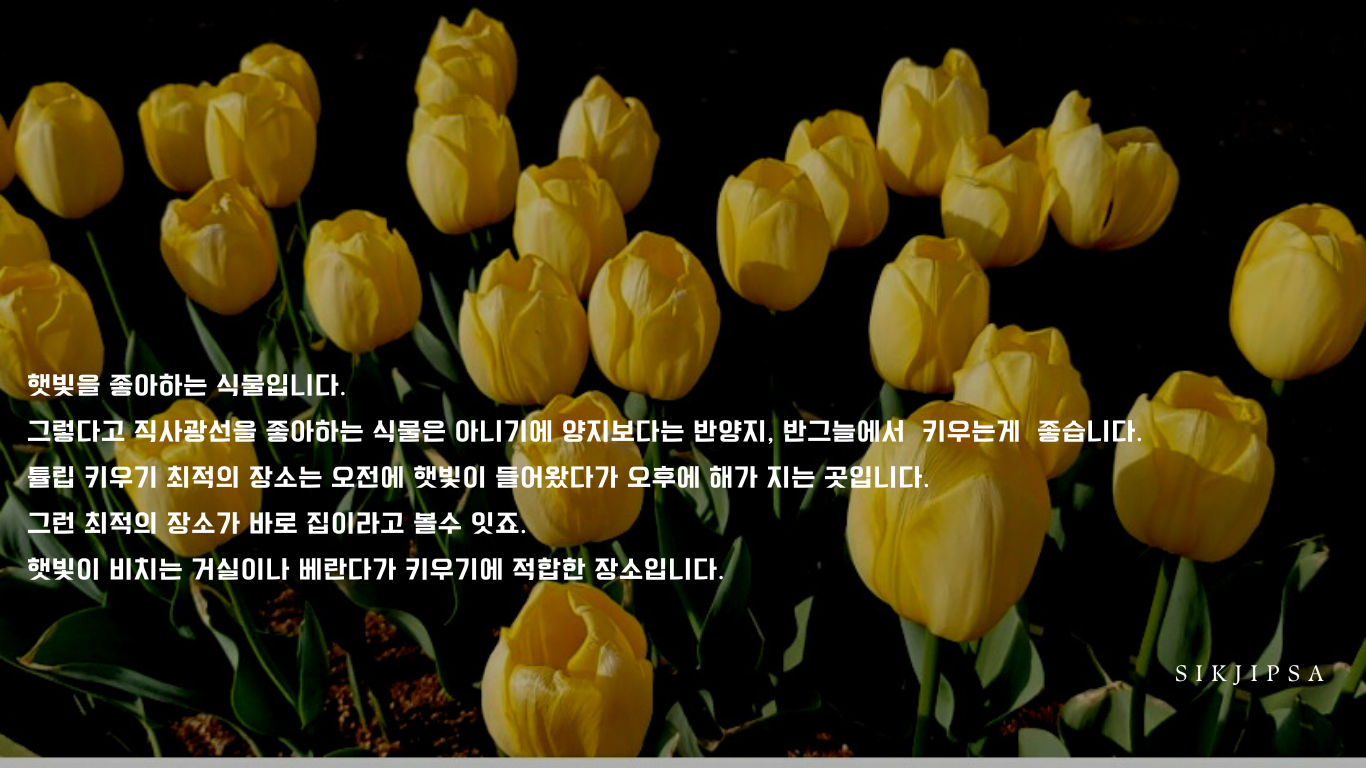 햇빛을 좋아하는 식물입니다.
그렇다고 직사광선을 좋아하는 식물은 아니기에 양지보다는 반양지, 반그늘에서 키우는게 좋습니다.
튤립 키우기 최적의 장소는 오전에 햇빛이 들어왔다가 오후에 해가 지는 곳입니다.
그런 최적의 장소가 바로 집이라고 볼수 잇죠.
햇빛이 비치는 거실이나 베란다가 키우기에 적합한 장소입니다.
SIKJIPSA